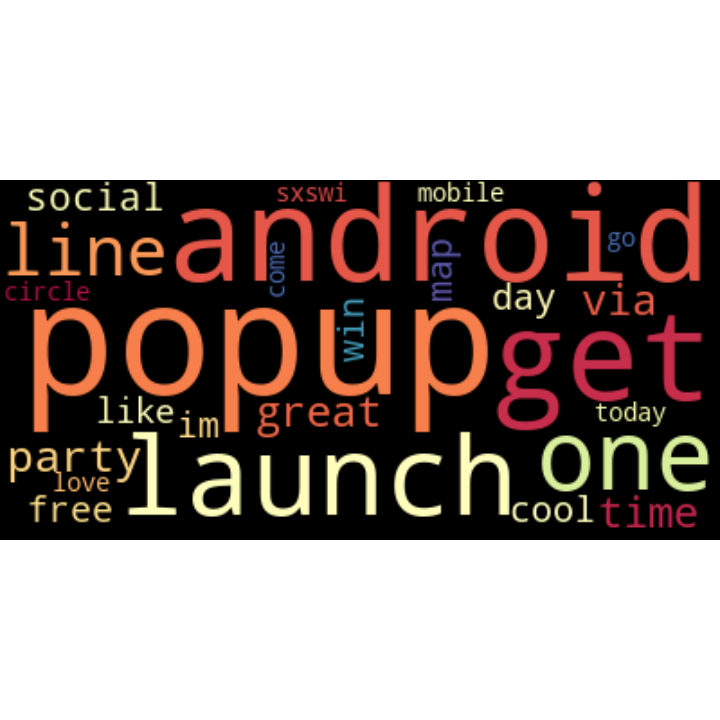 social
sxswi
mobile
android
line
come
map
go
circle
day
via
popup
win
get
like
im
great
today
party
launch
one
love
free
cool
time